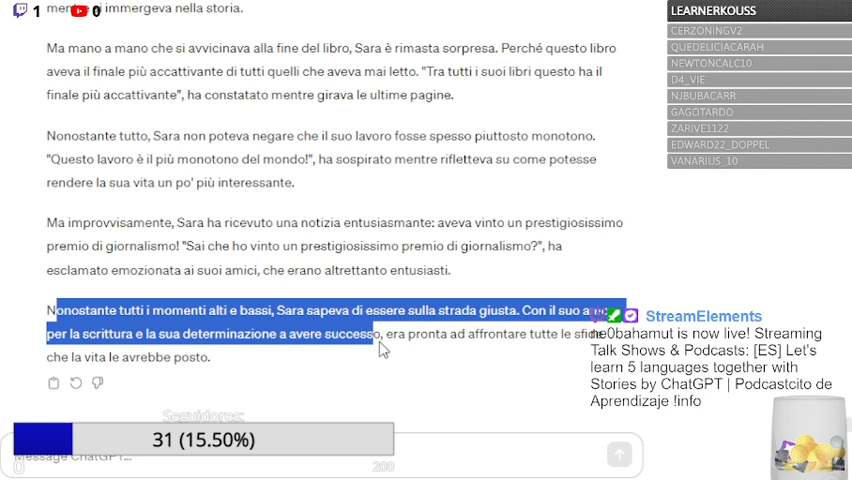 1
0
mentre si immergeva nella storia.
Ma mano a mano che si avvicinava alla fine del libro, Sara è rimasta sorpresa. Perché questo libro
aveva il finale più accattivante di tutti quelli che aveva mai letto. "Tra tutti i suoi libri questo ha il
finale più accattivante", ha constatato mentre girava le ultime pagine.
Nonostante tutto, Sara non poteva negare che il suo lavoro fosse spesso piuttosto monotono.
"Questo lavoro è il più monotono del mondo!", ha sospirato mentre rifletteva su come potesse
rendere la sua vita un po' più interessante.
Ma improvvisamente, Sara ha ricevuto una notizia entusiasmante: aveva vinto un prestigiosissimo
premio di giornalismo! "Sai che ho vinto un prestigiosissimo premio di giornalismo?", ha
esclamato emozionata ai suoi amici, che erano altrettanto entusiasti.
Nonostante tutti i momenti alti e bassi, Sara sapeva di essere sulla strada giusta. Con il suo
per la scrittura e la sua determinazione a avere successo, era pronta ad affrontare tutte le sfide
che la vita le avrebbe posto.
Seguidores:
31 (15.50%)
0
200
Message ChatGPT...
LEARNERKOUSS
CERZONINGV2
QUEDELICIACARAH
NEWTONCALC10
D4_VIE
NJBUBACARR
GAGOTARDO
ZARIVE1122
EDWARD22_DOPPEL
VANARIUS_10
StreamElements
ne0bahamut is now live! Streaming
Talk Shows & Podcasts: [ES] Let's
learn 5 languages together with
Stories by ChatGPT | Podcastcito de
Aprendizaje !info